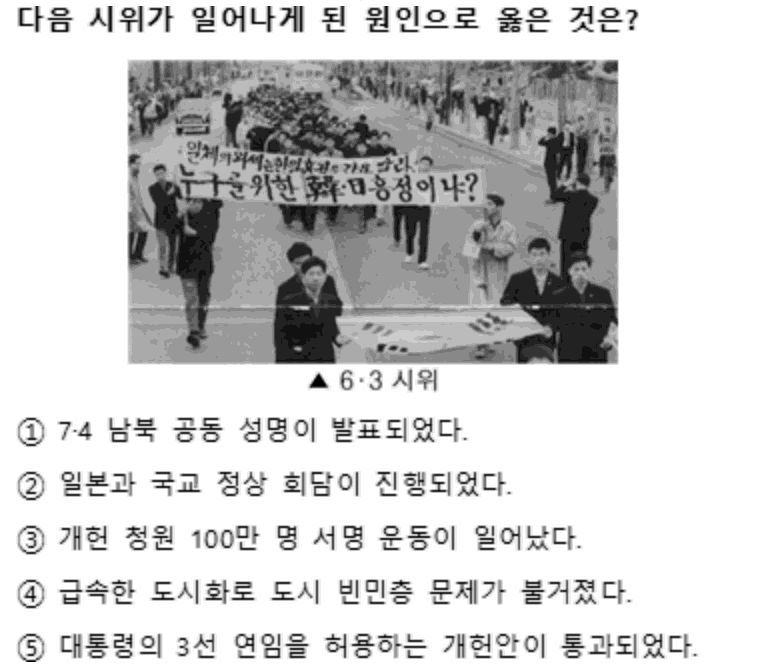 다음 시위가 일어나게 된 원인으로 옳은 것은?
누구를 위한 韓·日 흥정이냐?
▲ 6·3 시위
① 7·4 남북 공동 성명이 발표되었다.
② 일본과 국교 정상 회담이 진행되었다.
③ 개헌 청원 100만 명 서명 운동이 일어났다.
④ 급속한 도시화로 도시 빈민층 문제가 불거졌다.
⑤ 대통령의 3선 연임을 허용하는 개헌안이 통과되었다.